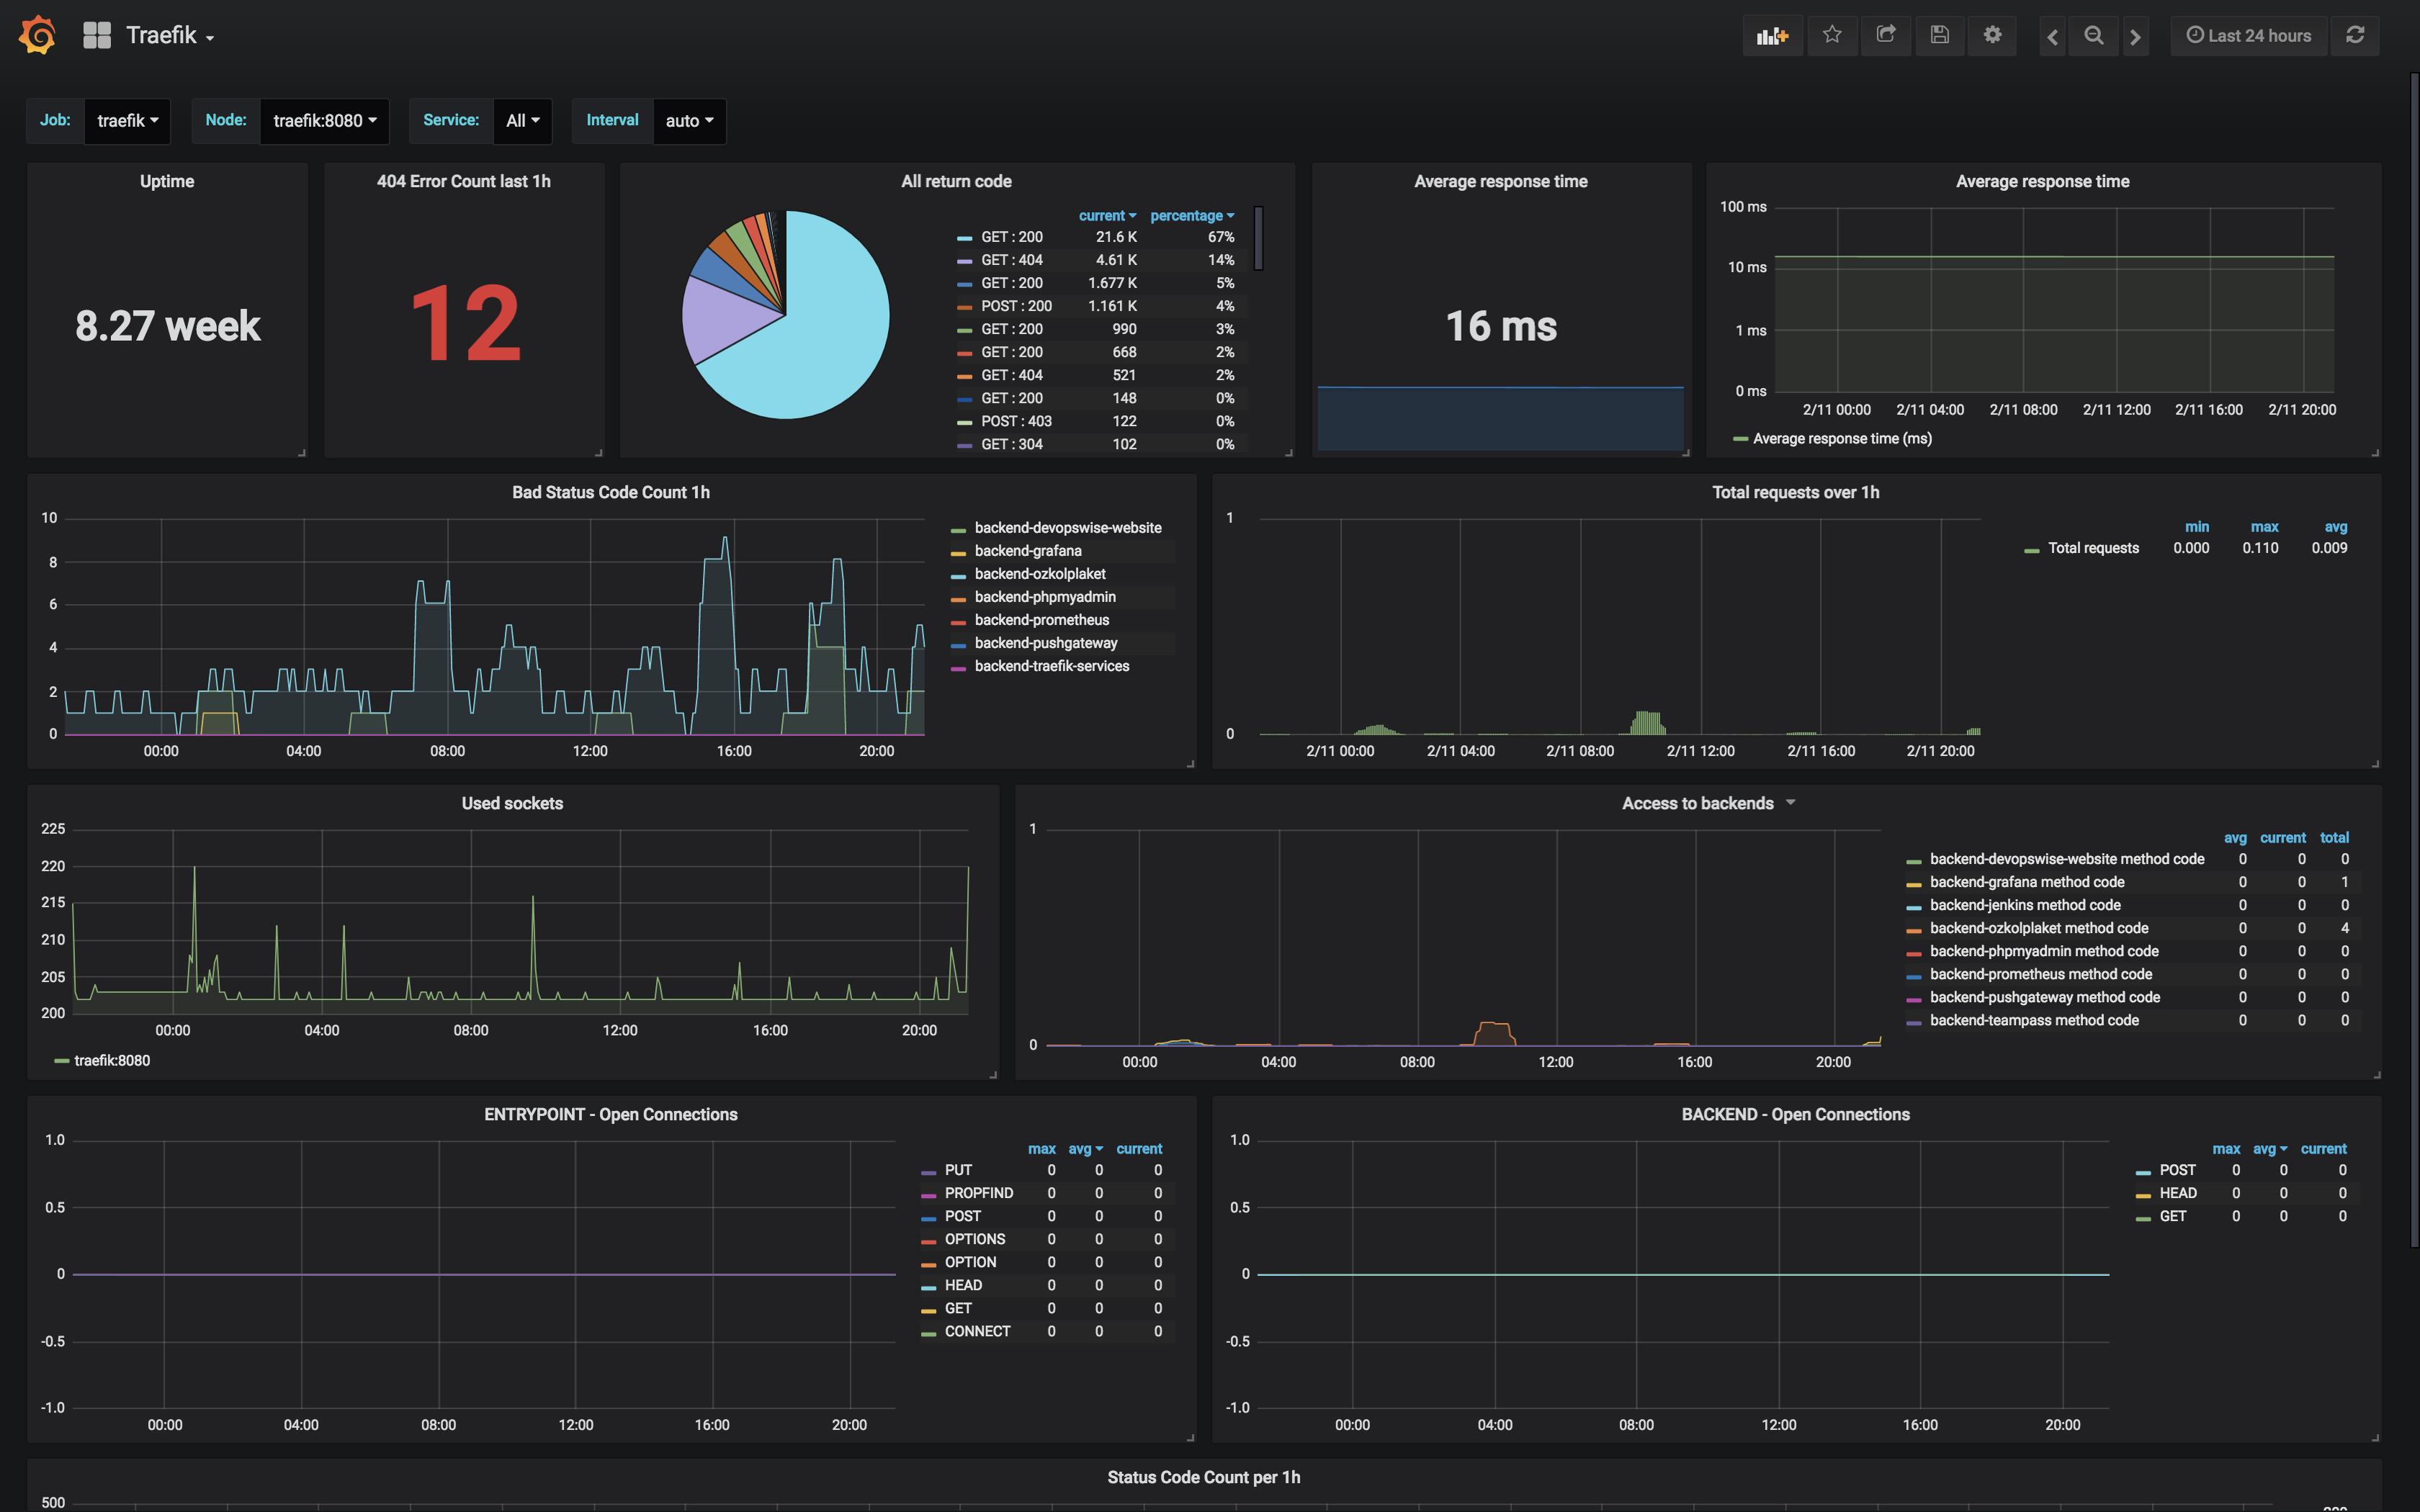 Traefik
Last 24 hours
Job: traefik Node: traefik:8080 Service: All Interval auto
Uptime
8.27 week
404 Error Count last 1h
12
All return code
current percentage
GET : 200 21.6 K 67%
GET : 404 4.61 K 14%
GET : 200 1.677 K 5%
POST : 200 1.161 K 4%
GET : 200 990 3%
GET : 200 668 2%
GET : 404 521 2%
GET : 200 148 0%
POST : 403 122 0%
GET : 304 102 0%
Average response time
16 ms
Average response time
100 ms
10 ms
1 ms
0 ms
2/11 00:00 2/11 04:00 2/11 08:00 2/11 12:00 2/11 16:00 2/11 20:00
Average response time (ms)
Bad Status Code Count 1h
10
8
6
4
2
0
00:00 04:00 08:00 12:00 16:00 20:00
backend-devopswise-website
backend-grafana
backend-ozkolplaket
backend-phpmyadmin
backend-prometheus
backend-pushgateway
backend-traefik-services
Total requests over 1h
1
0
2/11 00:00 2/11 04:00 2/11 08:00 2/11 12:00 2/11 16:00 2/11 20:00
min max avg
Total requests 0.000 0.110 0.009
Used sockets
225
220
215
210
205
200
00:00 04:00 08:00 12:00 16:00 20:00
traefik:8080
Access to backends
1
0
00:00 04:00 08:00 12:00 16:00 20:00
avg current total
backend-devopswise-website method code 0 0 0
backend-grafana method code 0 0 1
backend-jenkins method code 0 0 0
backend-ozkolplaket method code 0 0 4
backend-phpmyadmin method code 0 0 0
backend-prometheus method code 0 0 0
backend-pushgateway method code 0 0 0
backend-teampass method code 0 0 0
ENTRYPOINT - Open Connections
1.0
0.5
0
-0.5
-1.0
00:00 04:00 08:00 12:00 16:00 20:00
max avg current
PUT 0 0 0
PROPFIND 0 0 0
POST 0 0 0
OPTIONS 0 0 0
OPTION 0 0 0
HEAD 0 0 0
GET 0 0 0
CONNECT 0 0 0
BACKEND - Open Connections
1.0
0.5
0
-0.5
-1.0
00:00 04:00 08:00 12:00 16:00 20:00
max avg current
POST 0 0 0
HEAD 0 0 0
GET 0 0 0
Status Code Count per 1h
500